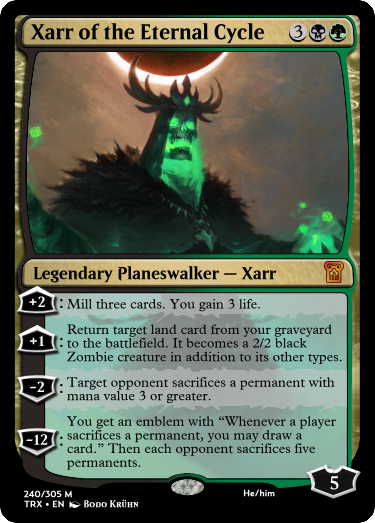 Xarr of the Eternal Cycle 3
Legendary Planeswalker — Xarr
+2: Mill three cards. You gain 3 life.
+1: Return target land card from your graveyard
to the battlefield. It becomes a 2/2 black
Zombie creature in addition to its other types.
−2: Target opponent sacrifices a permanent with
mana value 3 or greater.
−12: You get an emblem with “Whenever a player
sacrifices a permanent, you may draw a
card.” Then each opponent sacrifices five
permanents.
5
240/305 M
TRX • EN Bodo Krühn
He/him